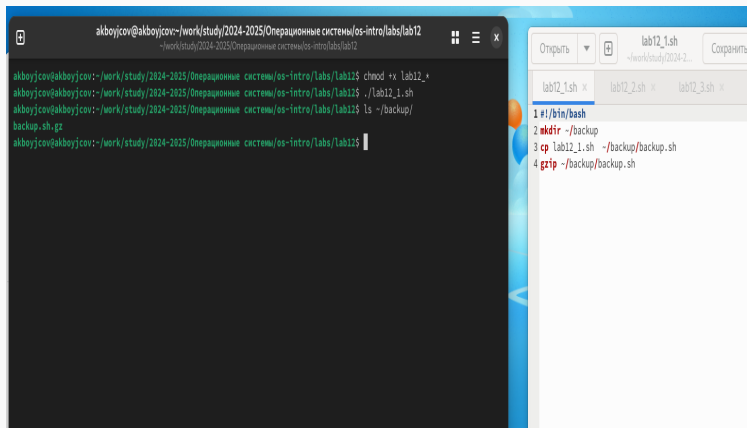 akboyjcov@akboyjcov:~/work/study/2024-2025/Операционные системы/os-intro/labs/lab12
~/work/study/2024-2025/Операционные системы/os-intro/labs/lab12
akboyjcov@akboyjcov:~/work/study/2024-2025/Операционные системы/os-intro/labs/lab12$ chmod +x lab12_*
akboyjcov@akboyjcov:~/work/study/2024-2025/Операционные системы/os-intro/labs/lab12$ ./lab12_1.sh
akboyjcov@akboyjcov:~/work/study/2024-2025/Операционные системы/os-intro/labs/lab12$ ls ~/backup/
backup.sh.gz
akboyjcov@akboyjcov:~/work/study/2024-2025/Операционные системы/os-intro/labs/lab12$
Открыть lab12_1.sh Сохранить
~/work/study/2024-2...
lab12_1.sh × lab12_2.sh × lab12_3.sh ×
1 #!/bin/bash
2 mkdir ~/backup
3 cp lab12_1.sh ~/backup/backup.sh
4 gzip ~/backup/backup.sh